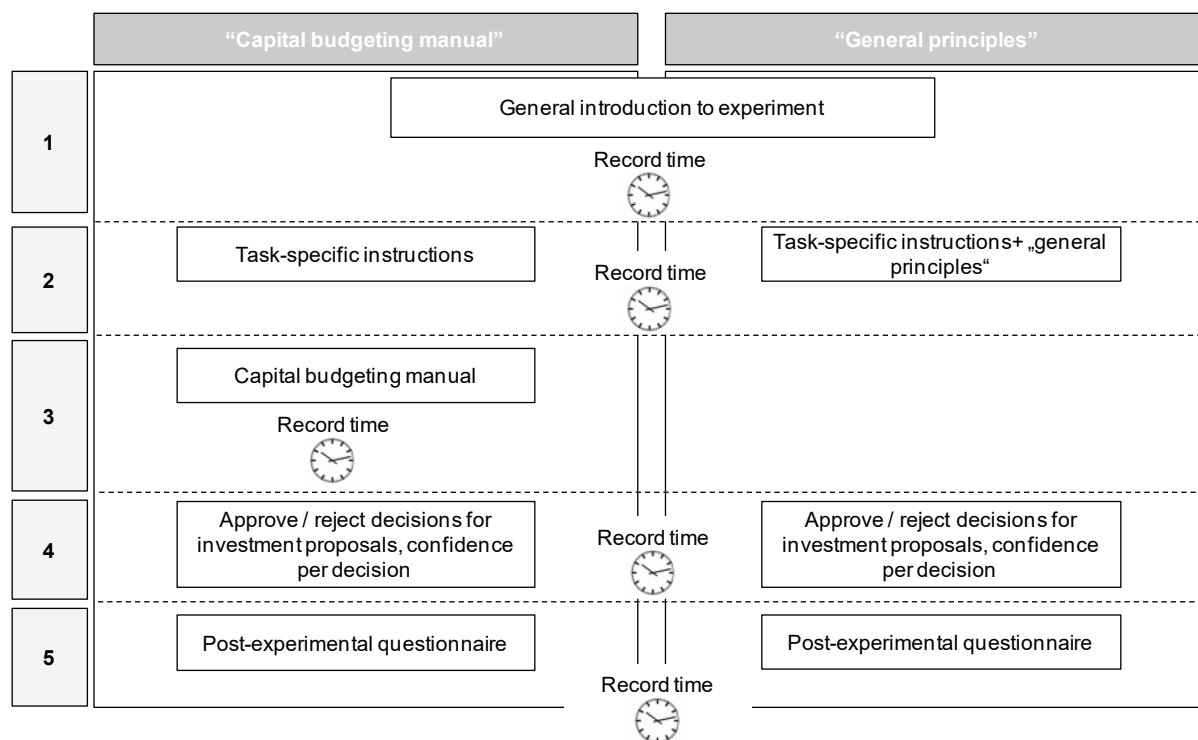 “Capital budgeting manual”
“General principles”
1
General introduction to experiment
Record time
2
Task-specific instructions
Record time
Task-specific instructions+ „general
principles“
3
Capital budgeting manual
Record time
4
Approve / reject decisions for
investment proposals, confidence
per decision
Record time
Approve / reject decisions for
investment proposals, confidence
per decision
5
Post-experimental questionnaire
Post-experimental questionnaire
Record time